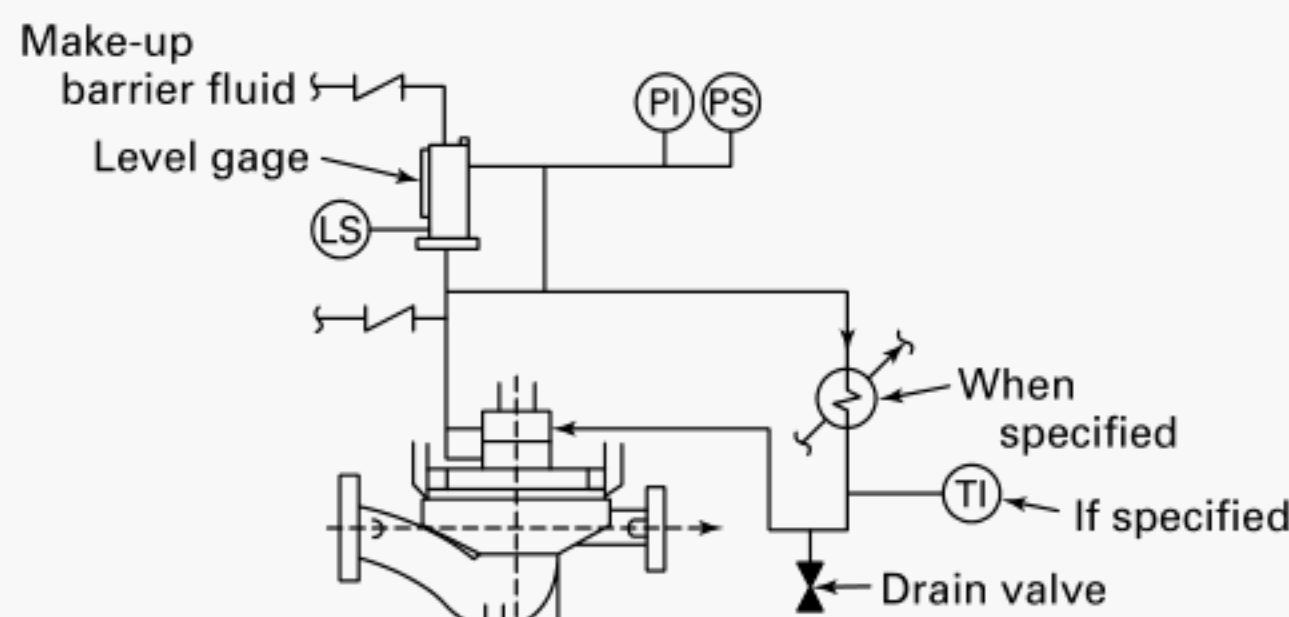 Make-up
barrier fluid
PI PS
Level gage
LS
When
specified
TI
If specified
Drain valve